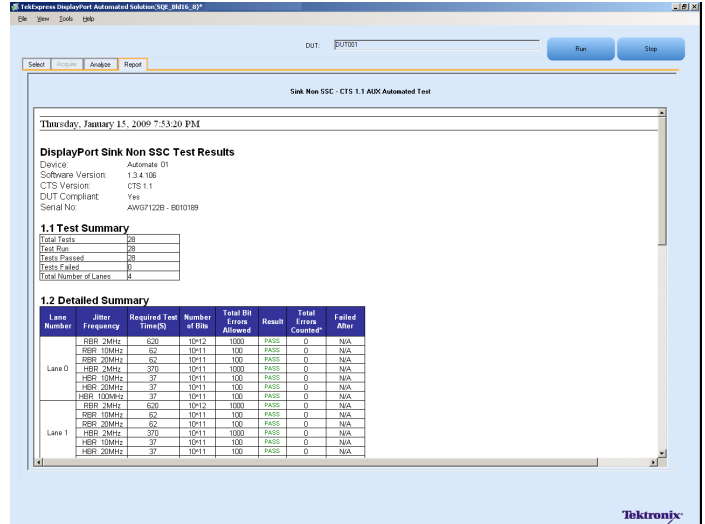 TekExpress DisplayPort Automated Solution(SQE_Bld16_8)*
File View Tools Help
DUT: DUT001
Run Stop
Select Acquire Analyze Report
Sink Non SSC - CTS 1.1 AUX Automated Test
Thursday, January 15, 2009 7:53:20 PM
DisplayPort Sink Non SSC Test Results
Device: Automate 01
Software Version: 1.3.4.106
CTS Version: CTS 1.1
DUT Compliant: Yes
Serial No: AWG7122B - B010189
1.1 Test Summary
Total Tests 28
Test Run 28
Tests Passed 28
Tests Failed 0
Total Number of Lanes 4
1.2 Detailed Summary
Lane Number Jitter Frequency Required Test Time(S) Number of Bits Total Bit Errors Allowed Result Total Errors Counted* Failed After
Lane 0
RBR 2MHz 620 10^12 1000 PASS 0 N/A
RBR 10MHz 62 10^11 100 PASS 0 N/A
RBR 20MHz 62 10^11 100 PASS 0 N/A
HBR 2MHz 370 10^11 1000 PASS 0 N/A
HBR 10MHz 37 10^11 100 PASS 0 N/A
HBR 20MHz 37 10^11 100 PASS 0 N/A
HBR 100MHz 37 10^11 100 PASS 0 N/A
Lane 1
RBR 2MHz 620 10^12 1000 PASS 0 N/A
RBR 10MHz 62 10^11 100 PASS 0 N/A
RBR 20MHz 62 10^11 100 PASS 0 N/A
HBR 2MHz 370 10^11 1000 PASS 0 N/A
HBR 10MHz 37 10^11 100 PASS 0 N/A
HBR 20MHz 37 10^11 100 PASS 0 N/A
Tektronix